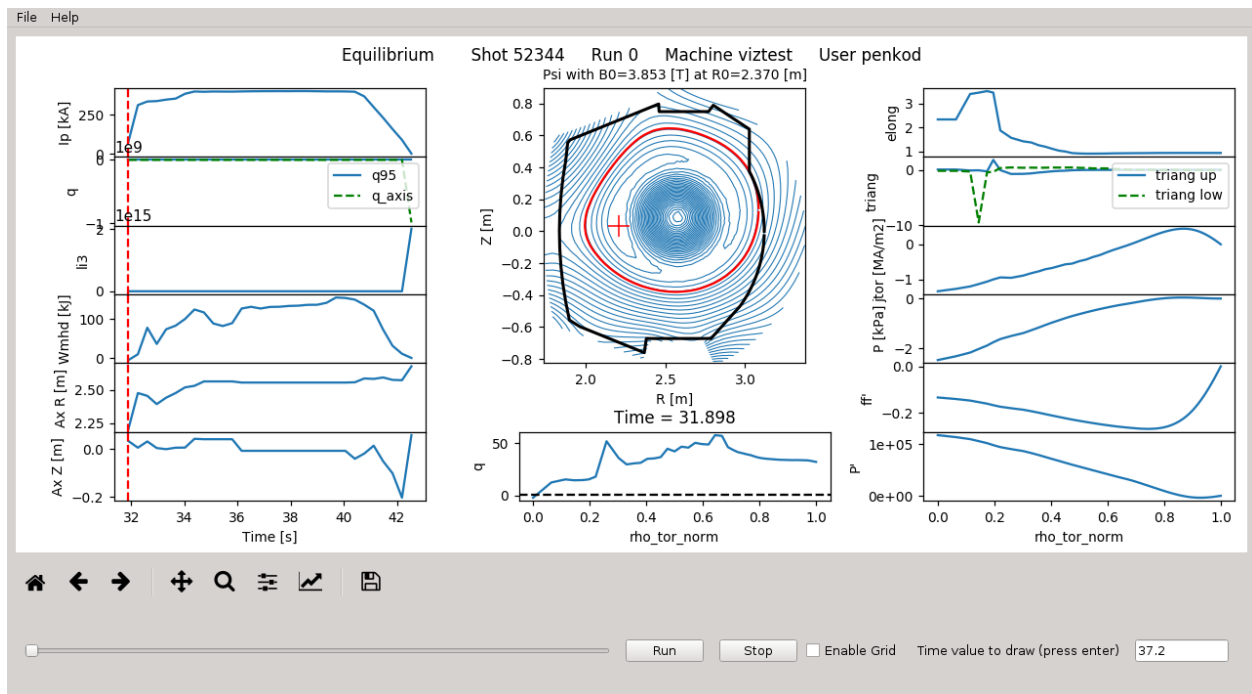 File Help
Equilibrium Shot 52344 Run 0 Machine viztest User penkod
Psi with B0=3.853 [T] at R0=2.370 [m]
Ip [kA]
250
0
1e9
q
0
−1
q95
q_axis
1e15
li3
2
0
Wmhd [kJ]
100
0
Ax R [m]
2.50
2.25
Ax Z [m]
0.0
−0.2
32 34 36 38 40 42
Time [s]
Z [m]
0.8
0.6
0.4
0.2
0.0
−0.2
−0.4
−0.6
−0.8
2.0 2.5 3.0
R [m]
Time = 31.898
q
50
0
0.0 0.2 0.4 0.6 0.8 1.0
rho_tor_norm
elong
3
2
1
triang
0
−10
triang up
triang low
jtor [MA/m2]
0
−1
P [kPa]
0
−2
ff'
0.0
−0.2
P'
1e+05
0e+00
0.0 0.2 0.4 0.6 0.8 1.0
rho_tor_norm
Run Stop Enable Grid Time value to draw (press enter) 37.2